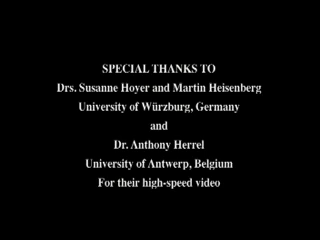 SPECIAL THANKS TO
Drs. Susanne Hoyer and Martin Heisenberg
University of Würzburg, Germany
and
Dr. Anthony Herrel
University of Antwerp, Belgium
For their high-speed video